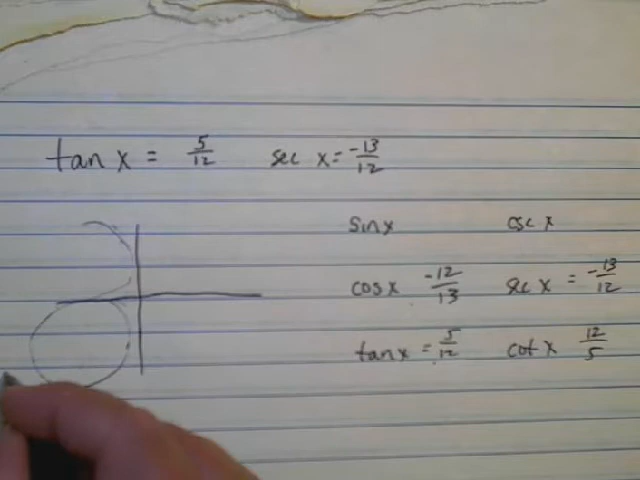 tan x = 5/12 sec x = -13/12
sin x csc x
cos x -12/13 sec x = -13/12
tan x = 5/12 cot x 12/5